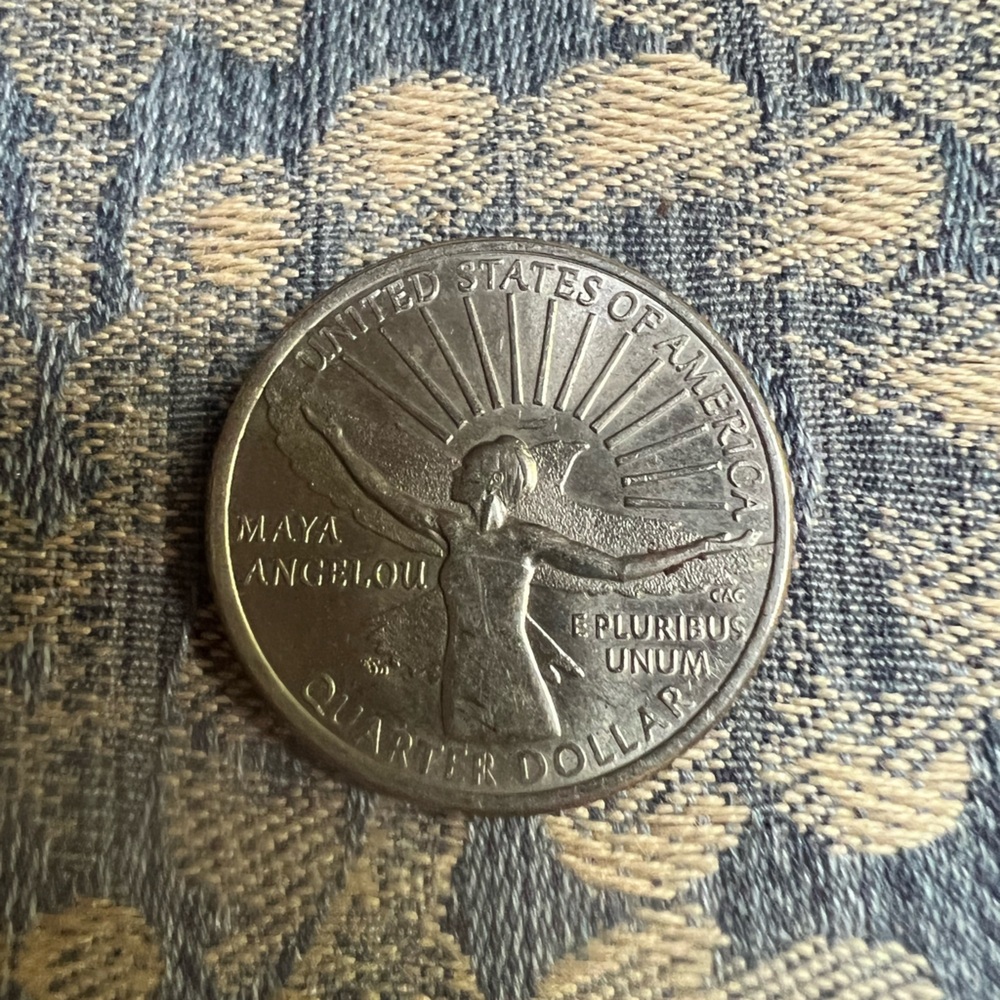 UNITED STATES OF AMERICA
MAYA
ANGELOU
CAC
E PLURIBUS
UNUM
QUARTER DOLLAR